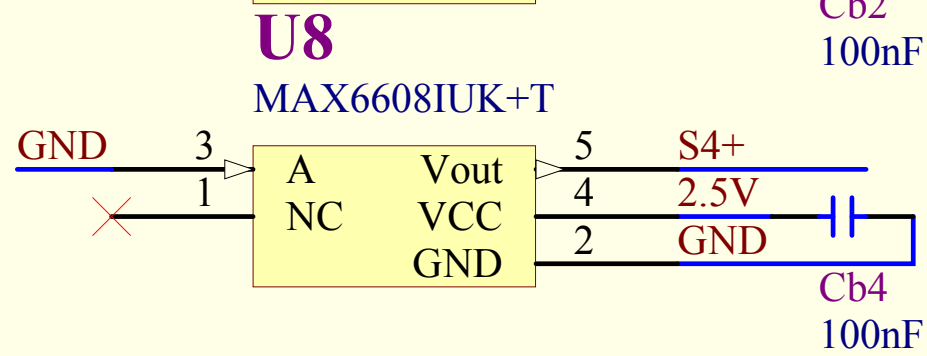 Cb2
U8
100nF
MAX6608IUK+T
GND 3 5 S4+
A Vout
1 4 2.5V
NC VCC
2 GND
GND
Cb4
100nF